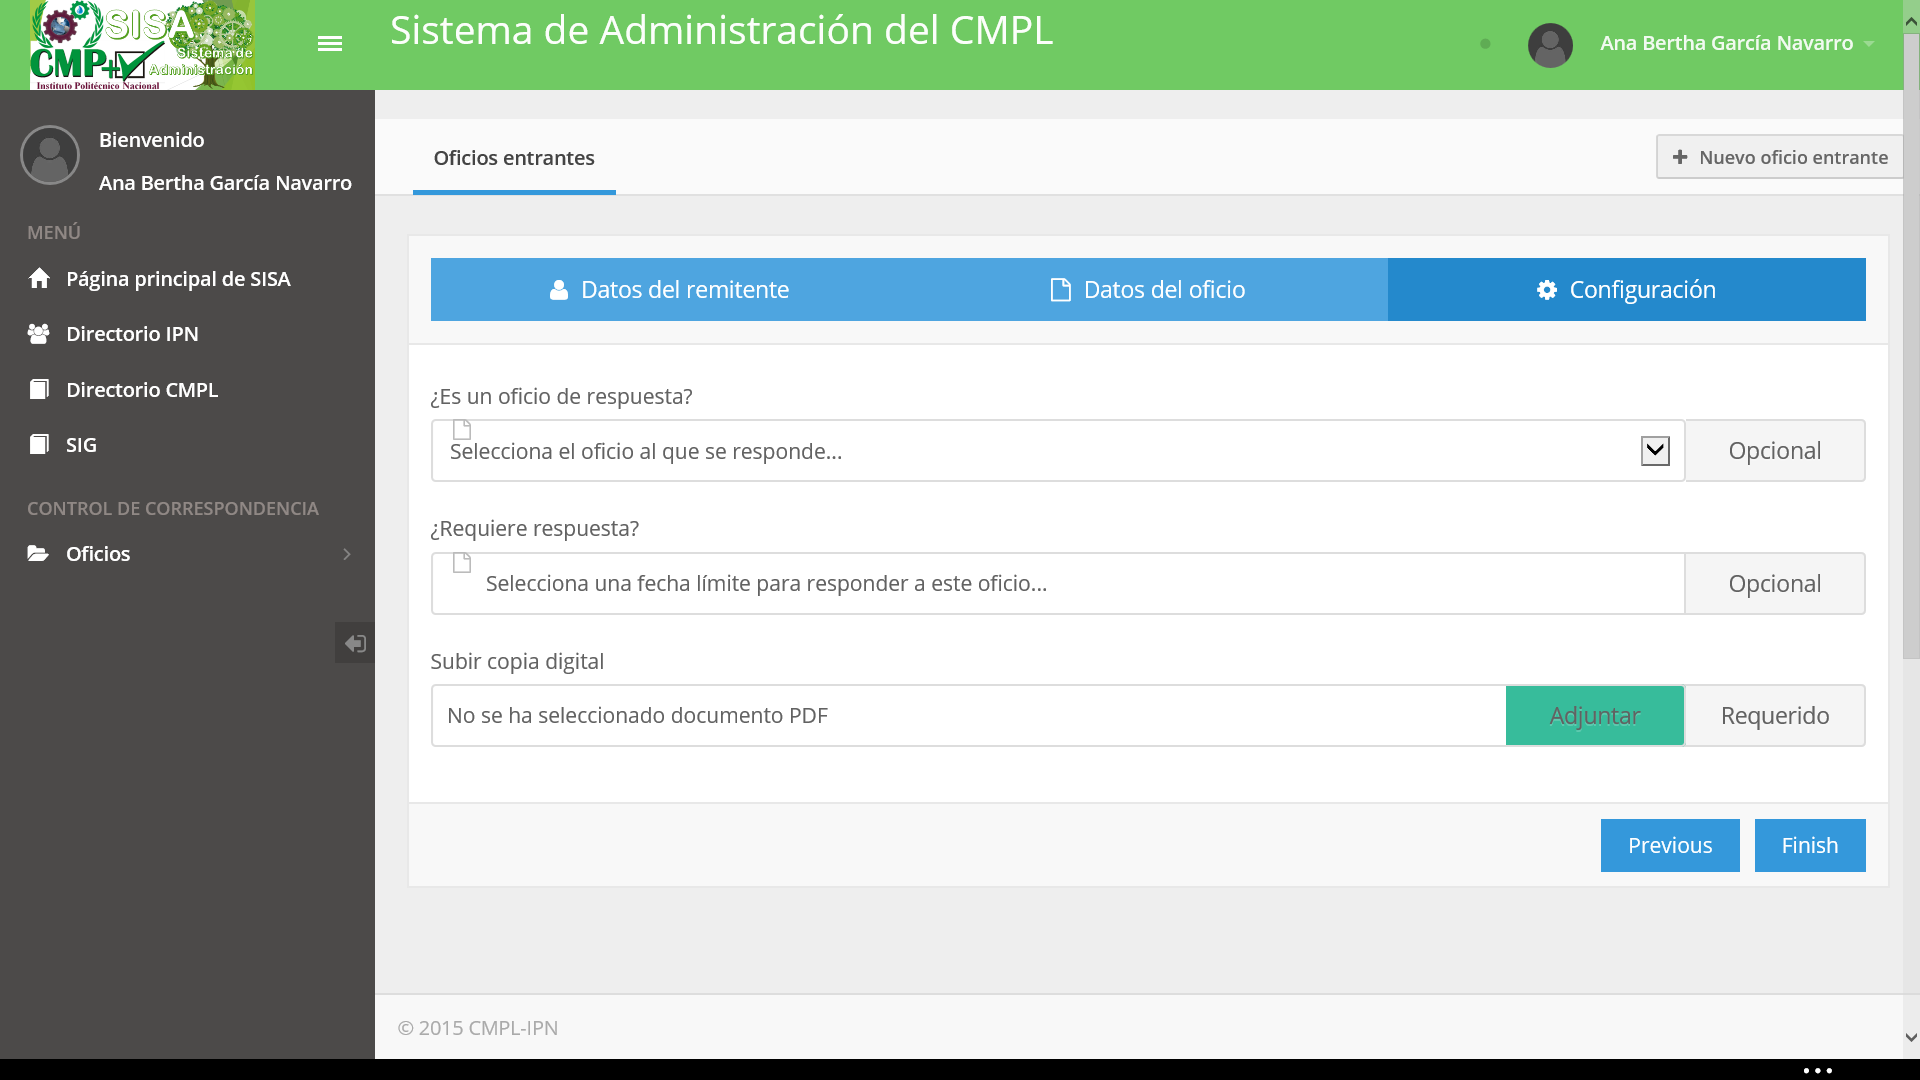 SISA
CMP+
Sistema de
Administración
Instituto Politécnico Nacional
Sistema de Administración del CMPL
Ana Bertha García Navarro
Bienvenido
Ana Bertha García Navarro
MENÚ
Página principal de SISA
Directorio IPN
Directorio CMPL
SIG
CONTROL DE CORRESPONDENCIA
Oficios
Oficios entrantes
Nuevo oficio entrante
Datos del remitente
Datos del oficio
Configuración
¿Es un oficio de respuesta?
Selecciona el oficio al que se responde...
Opcional
¿Requiere respuesta?
Selecciona una fecha límite para responder a este oficio...
Opcional
Subir copia digital
No se ha seleccionado documento PDF
Adjuntar
Requerido
Previous
Finish
© 2015 CMPL-IPN